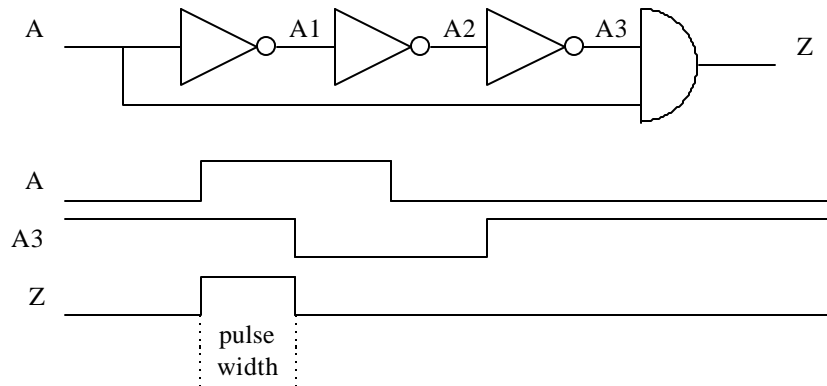 A A1 A2 A3 Z
A
A3
Z
pulse
width